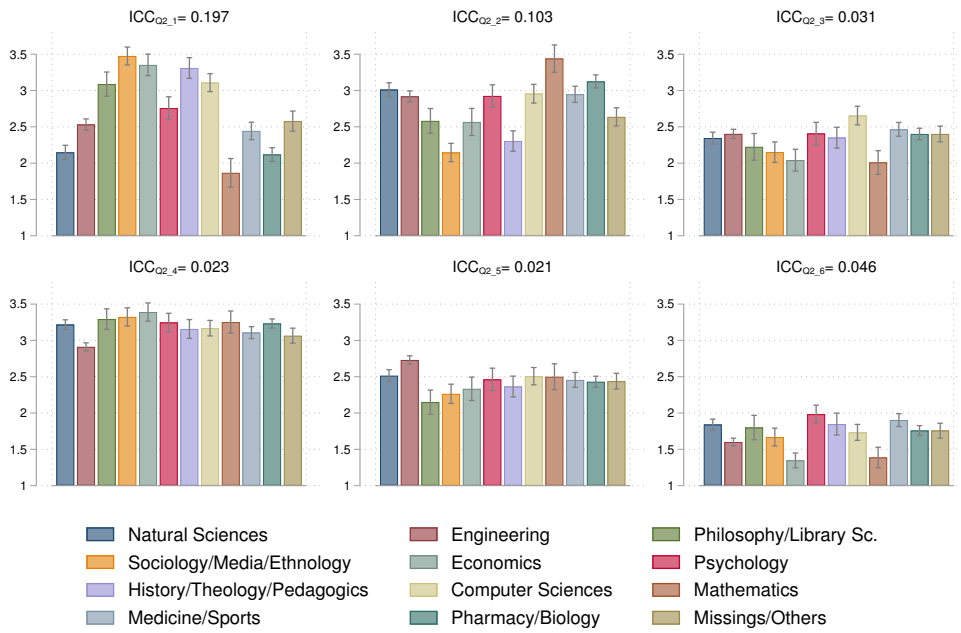 ICCQ2_1= 0.197
ICCQ2_2= 0.103
ICCQ2_3= 0.031
3.5 3.5 3.5
3 3 3
2.5 2.5 2.5
2 2 2
1.5 1.5 1.5
1 1 1
ICCQ2_4= 0.023
ICCQ2_5= 0.021
ICCQ2_6= 0.046
3.5 3.5 3.5
3 3 3
2.5 2.5 2.5
2 2 2
1.5 1.5 1.5
1 1 1
Natural Sciences
Engineering
Philosophy/Library Sc.
Sociology/Media/Ethnology
Economics
Psychology
History/Theology/Pedagogics
Computer Sciences
Mathematics
Medicine/Sports
Pharmacy/Biology
Missings/Others